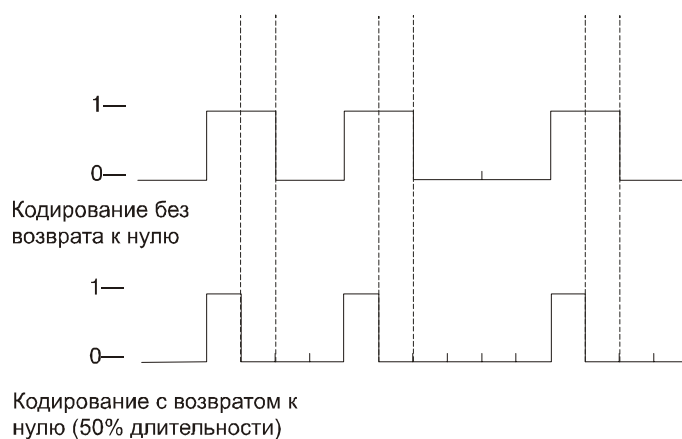 1—
0—
Кодирование без
возврата к нулю
1—
0—
Кодирование с возвратом к
нулю (50% длительности)